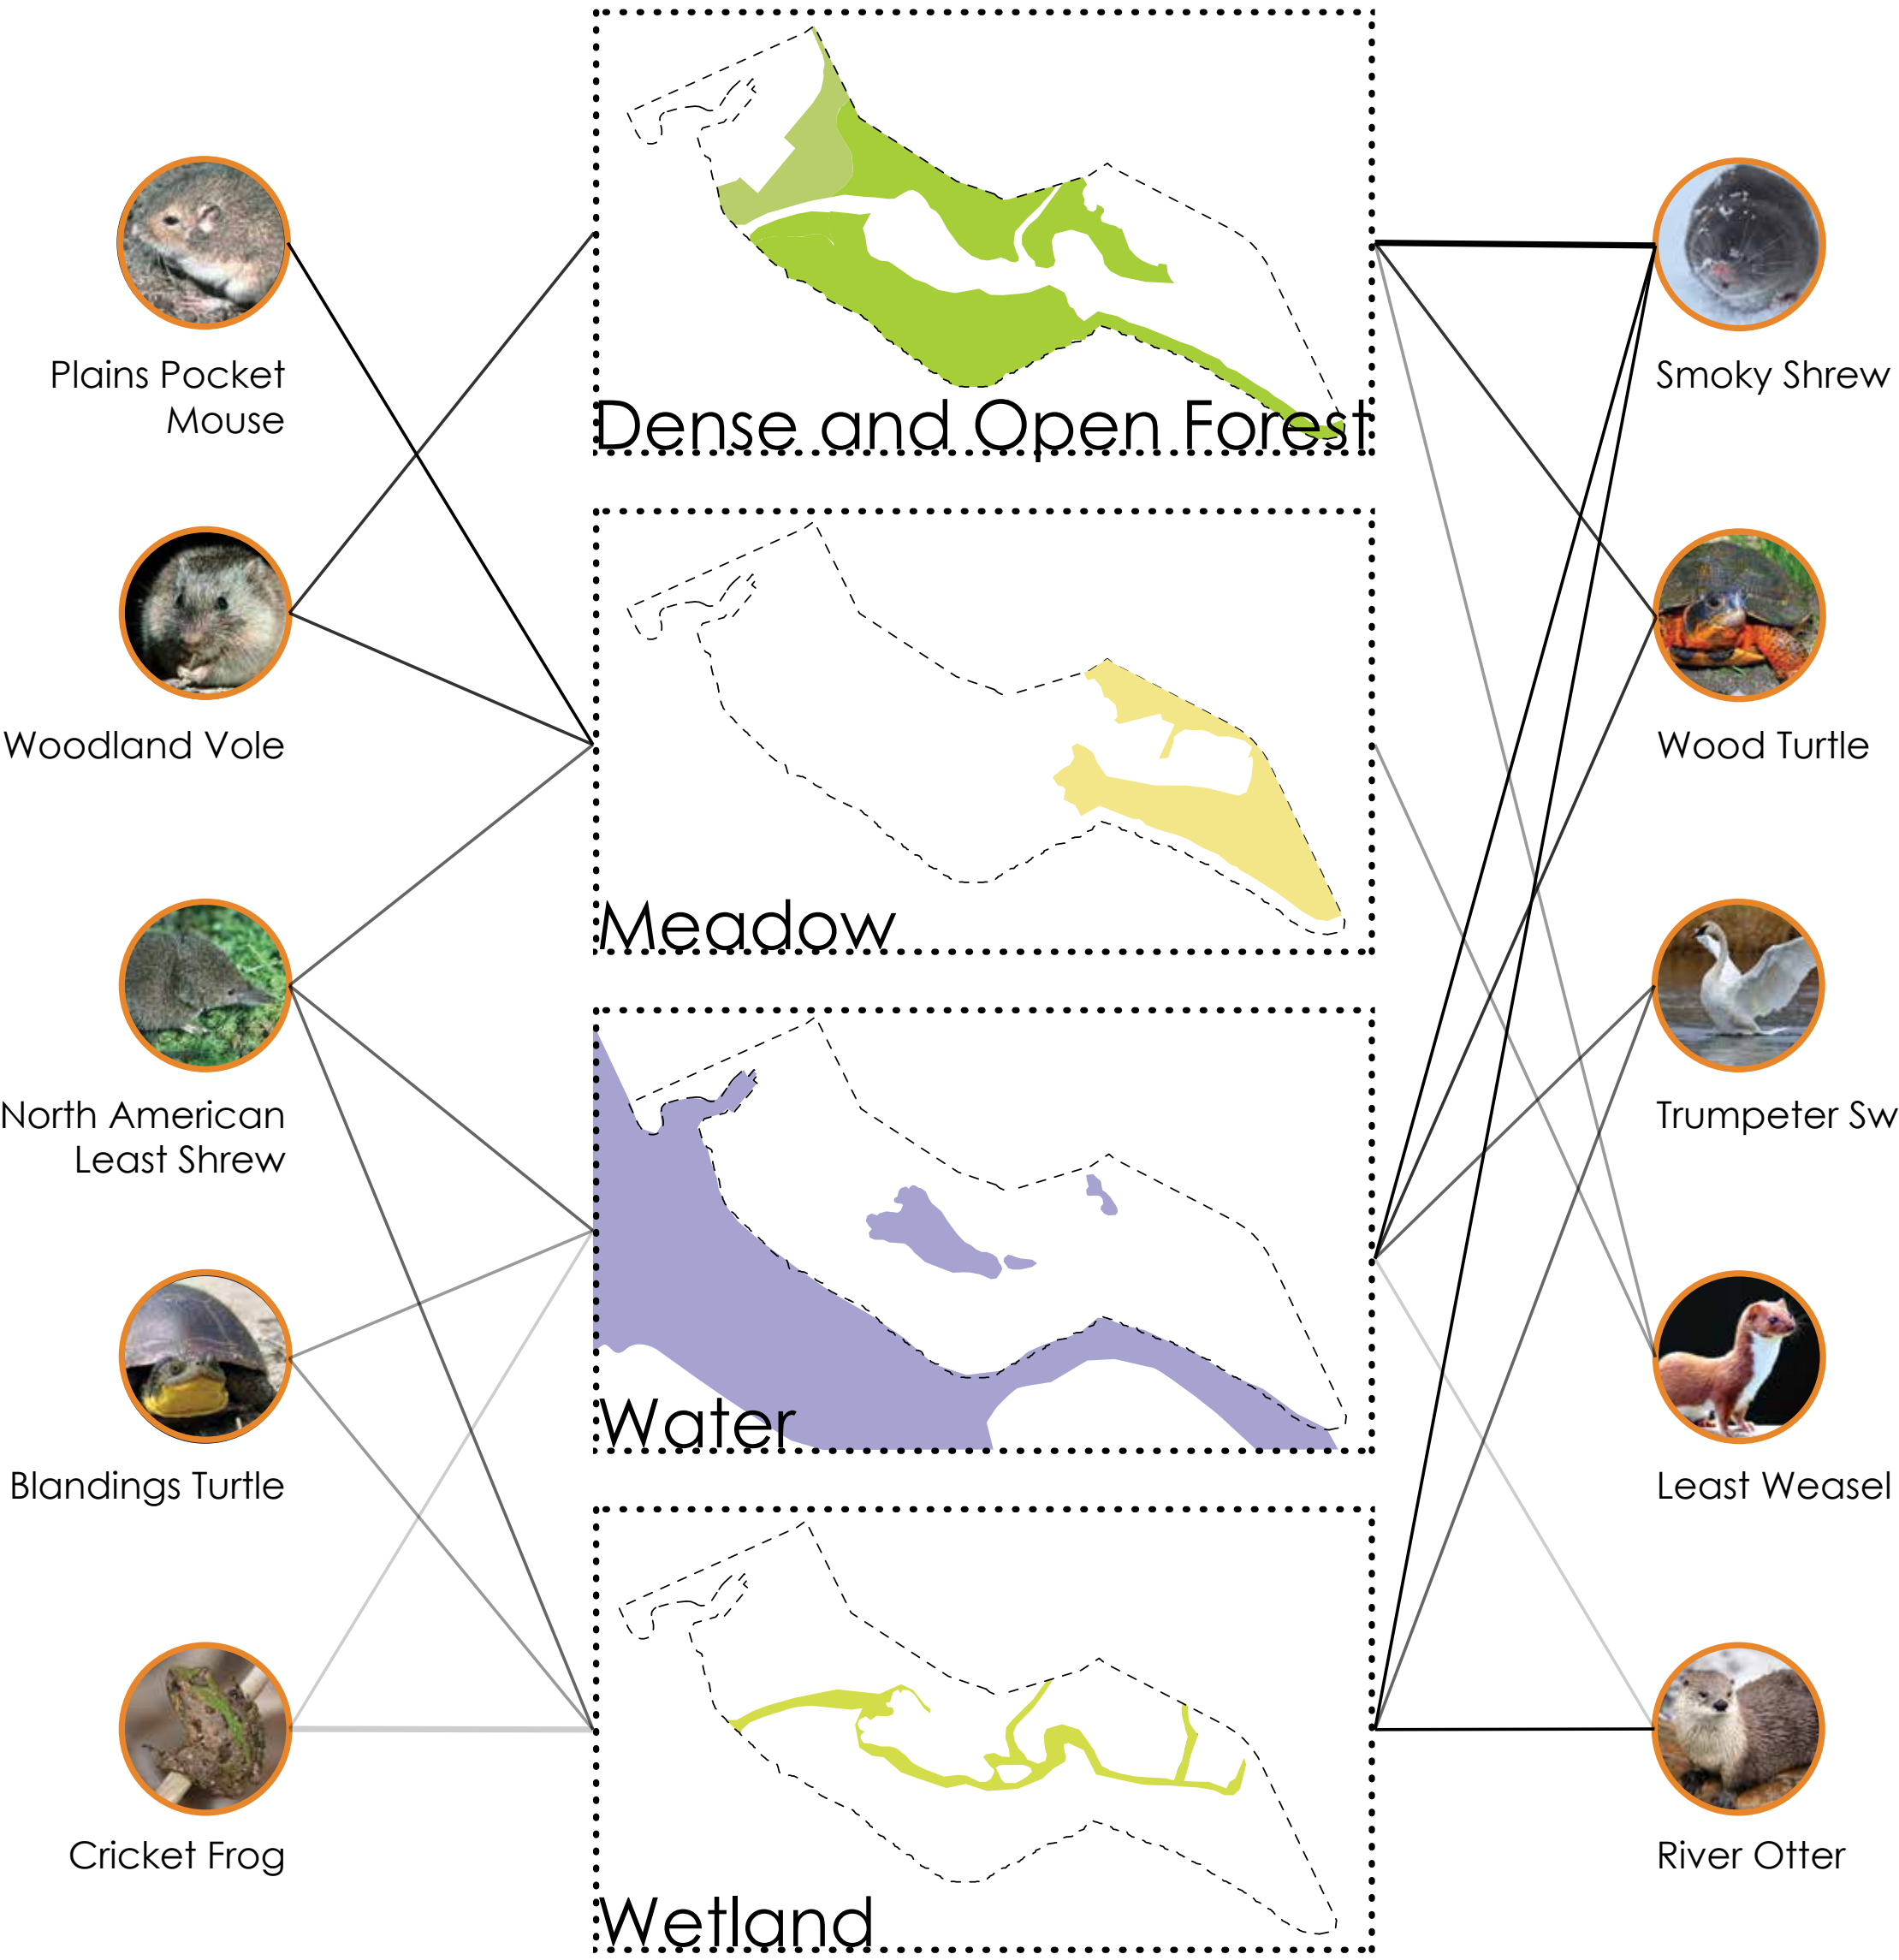 Plains Pocket
Mouse
Woodland Vole
North American
Least Shrew
Blandings Turtle
Cricket Frog
Dense and Open Forest
Meadow
Water
Wetland
Smoky Shrew
Wood Turtle
Trumpeter Sw
Least Weasel
River Otter